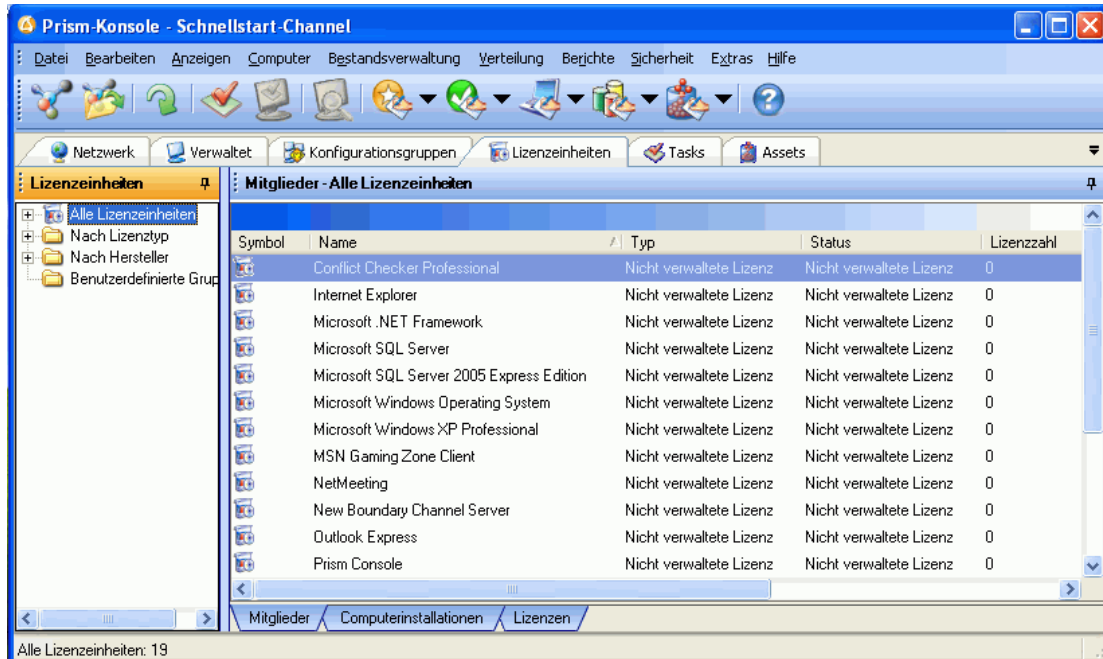 Prism-Konsole - Schnellstart-Channel
Datei Bearbeiten Anzeigen Computer Bestandsverwaltung Verteilung Berichte Sicherheit Extras Hilfe
Netzwerk Verwaltet Konfigurationsgruppen Lizenzeinheiten Tasks Assets
Lizenzeinheiten
Alle Lizenzeinheiten
Nach Lizenztyp
Nach Hersteller
Benutzerdefinierte Grup
Mitglieder - Alle Lizenzeinheiten
Symbol Name Typ Status Lizenzzahl
Conflict Checker Professional Nicht verwaltete Lizenz Nicht verwaltete Lizenz 0
Internet Explorer Nicht verwaltete Lizenz Nicht verwaltete Lizenz 0
Microsoft .NET Framework Nicht verwaltete Lizenz Nicht verwaltete Lizenz 0
Microsoft SQL Server Nicht verwaltete Lizenz Nicht verwaltete Lizenz 0
Microsoft SQL Server 2005 Express Edition Nicht verwaltete Lizenz Nicht verwaltete Lizenz 0
Microsoft Windows Operating System Nicht verwaltete Lizenz Nicht verwaltete Lizenz 0
Microsoft Windows XP Professional Nicht verwaltete Lizenz Nicht verwaltete Lizenz 0
MSN Gaming Zone Client Nicht verwaltete Lizenz Nicht verwaltete Lizenz 0
NetMeeting Nicht verwaltete Lizenz Nicht verwaltete Lizenz 0
New Boundary Channel Server Nicht verwaltete Lizenz Nicht verwaltete Lizenz 0
Outlook Express Nicht verwaltete Lizenz Nicht verwaltete Lizenz 0
Prism Console Nicht verwaltete Lizenz Nicht verwaltete Lizenz 0
Mitglieder Computerinstallationen Lizenzen
Alle Lizenzeinheiten: 19